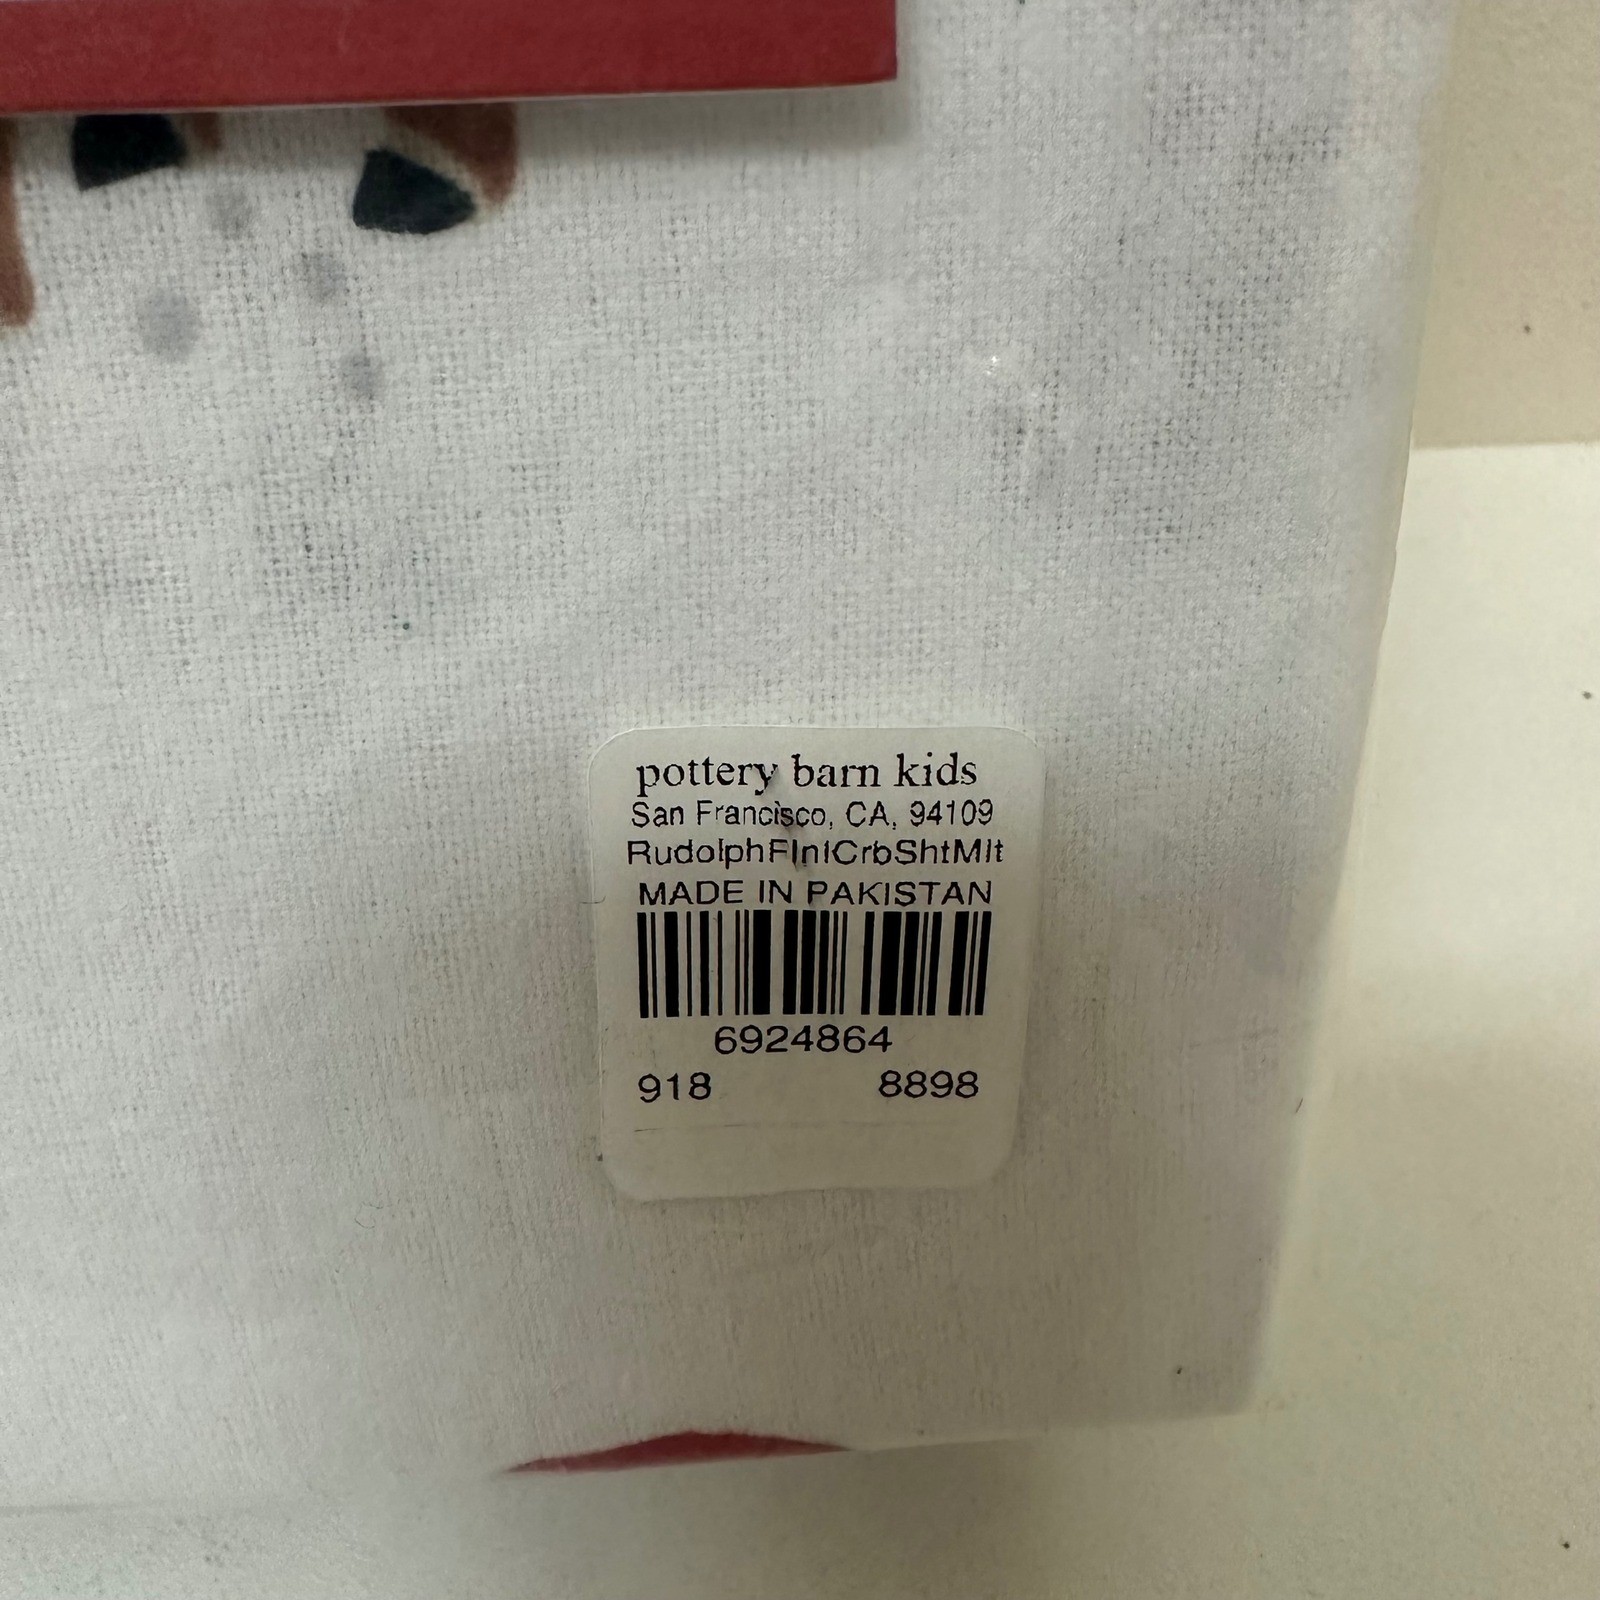 pottery barn kids
San Francisco, CA, 94109
RudolphFlnlCrbShtMlt
MADE IN PAKISTAN
6924864
918 8898